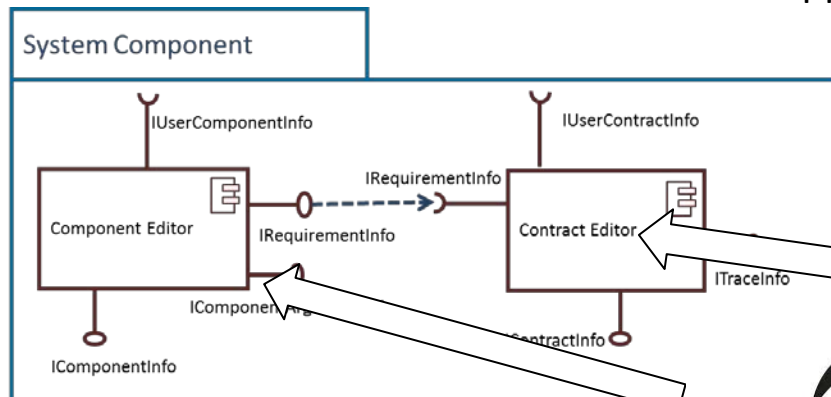 System Component
IUserComponentInfo
IUserContractInfo
IRequirementInfo
Component Editor
Contract Editor
IRequirementInfo
ITraceInfo
IComponentInfo